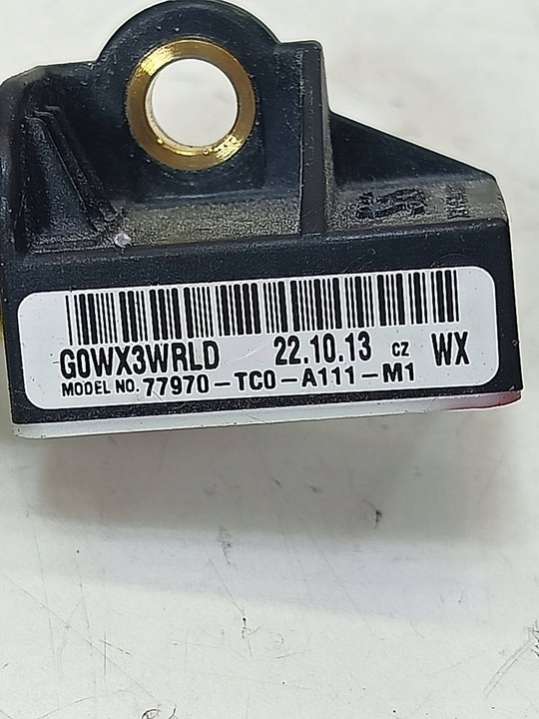 G0WX3WRLD 22.10.13 CZ WX
MODEL NO. 77970-TC0-A111-M1